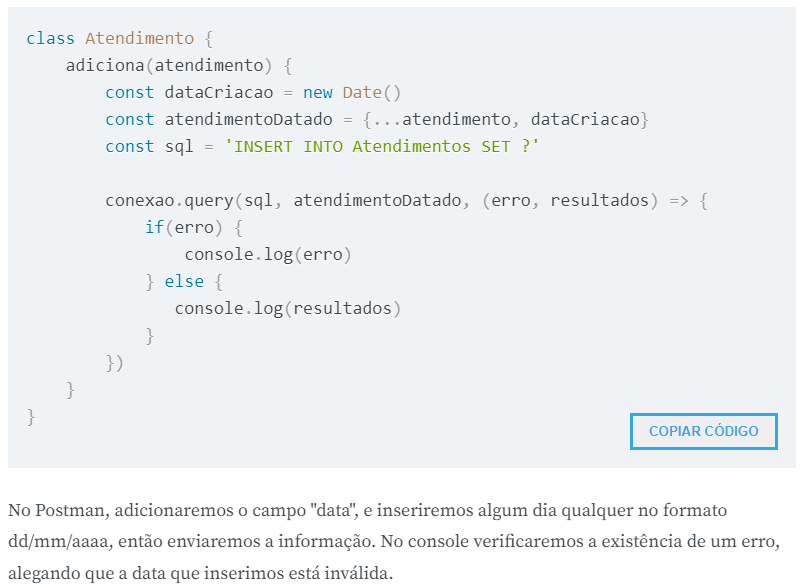 class Atendimento {
    adiciona(atendimento) {
        const dataCriacao = new Date()
        const atendimentoDatado = {...atendimento, dataCriacao}
        const sql = 'INSERT INTO Atendimentos SET ?'

        conexao.query(sql, atendimentoDatado, (erro, resultados) => {
            if(erro) {
                console.log(erro)
            } else {
               console.log(resultados)
            }
        })
    }
}
COPIAR CÓDIGO
No Postman, adicionaremos o campo "data", e inseriremos algum dia qualquer no formato
dd/mm/aaaa, então enviaremos a informação. No console verificaremos a existência de um erro,
alegando que a data que inserimos está inválida.